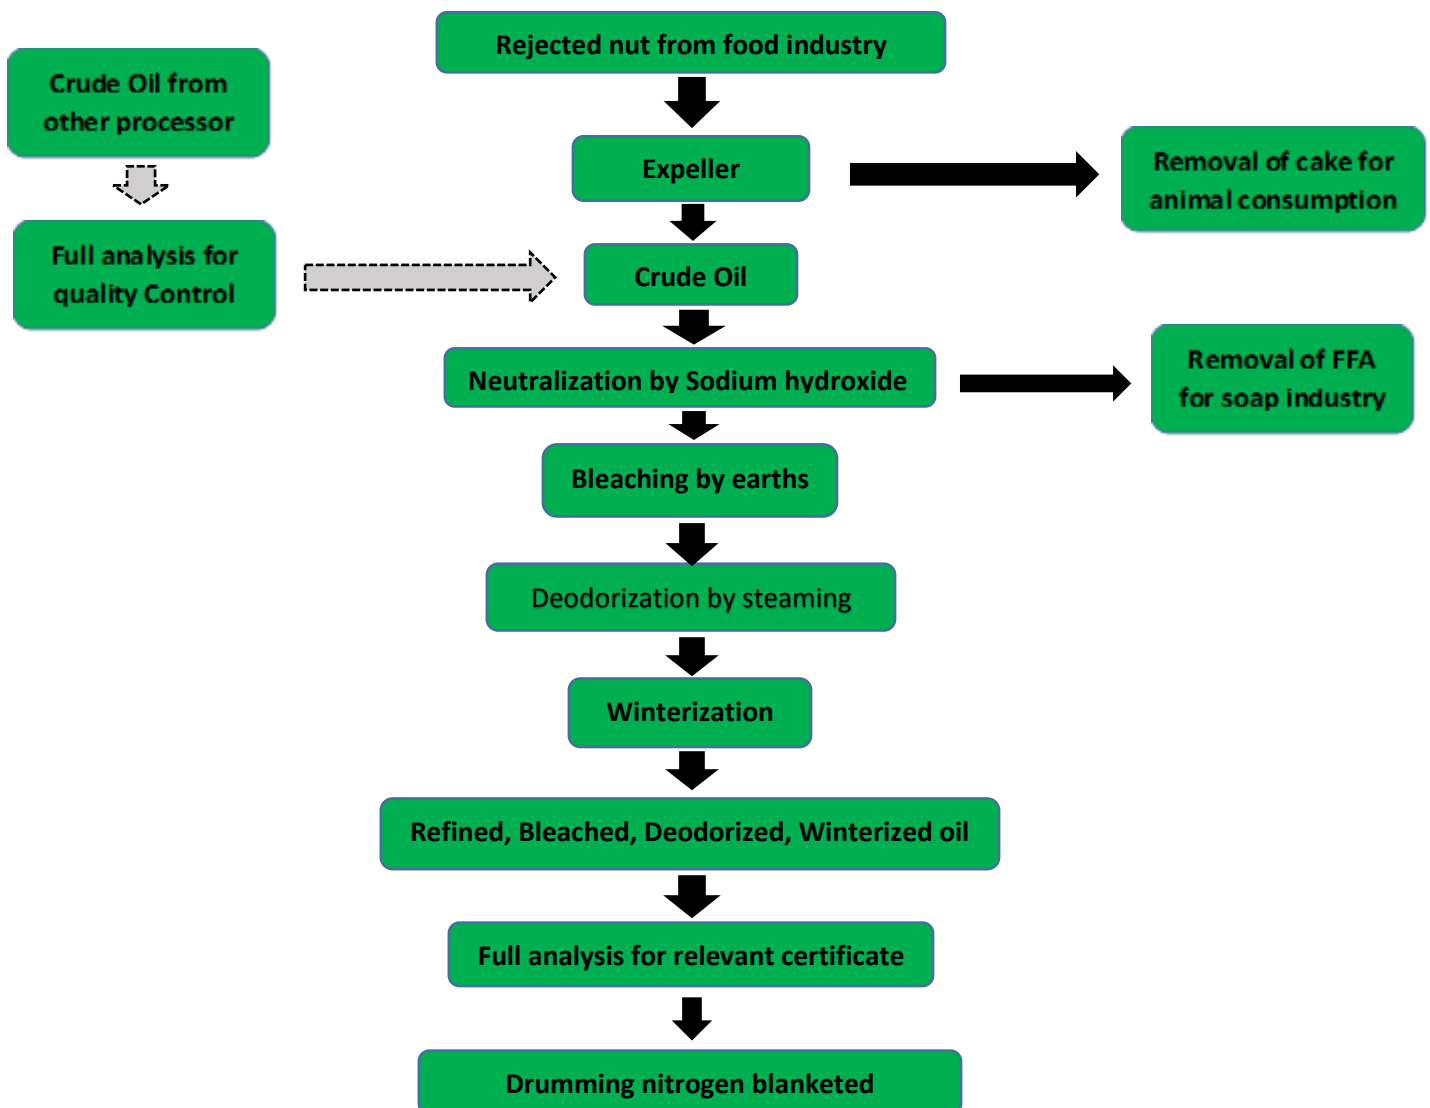 Rejected nut from food industry
Crude Oil from
other processor
Expeller
Removal of cake for
animal consumption
Full analysis for
quality Control
Crude Oil
Neutralization by Sodium hydroxide
Removal of FFA
for soap industry
Bleaching by earths
Deodorization by steaming
Winterization
Refined, Bleached, Deodorized, Winterized oil
Full analysis for relevant certificate
Drumming nitrogen blanketed